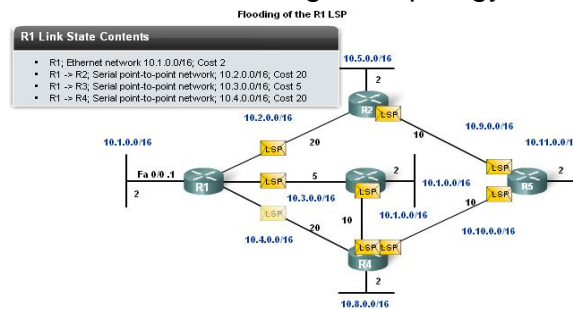 Flooding of the R1 LSP
R1 Link State Contents
R1; Ethernet network 10.1.0.0/16; Cost 2
R1 -> R2; Serial point-to-point network; 10.2.0.0/16; Cost 20
R1 -> R3; Serial point-to-point network; 10.3.0.0/16; Cost 5
R1 -> R4; Serial point-to-point network; 10.4.0.0/16; Cost 20
10.5.0.0/16
2
R2
LSP
10.2.0.0/16
10
10.9.0.0/16
20
10.1.0.0/16
LSP
10.11.0.0/1
Fa 0/0 .1
R1
LSP
5
2
LSP
2
2
LSP
10.1.0.0/16
LSP
R5
10.3.0.0/16
10
LSP
10.1.0.0/16
20
10
10.4.0.0/16
LSP
LSP
10.10.0.0/16
R4
2
10.8.0.0/16